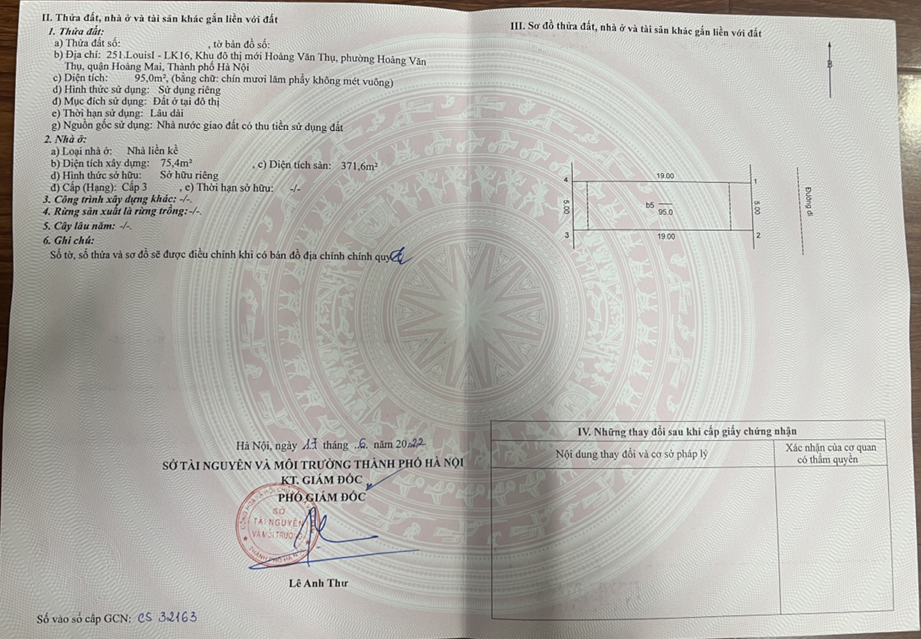 II. Thửa đất, nhà ở và tài sản khác gắn liền với đất
1. Thửa đất:
a) Thửa đất số: , tờ bản đồ số:
b) Địa chỉ: 251.LouisI - LK16, Khu đô thị mới Hoàng Văn Thụ, phường Hoàng Văn
Thụ, quận Hoàng Mai, Thành phố Hà Nội
c) Diện tích: 95,0m², (bằng chữ: chín mươi lăm phẩy không mét vuông)
d) Hình thức sử dụng: Sử dụng riêng
đ) Mục đích sử dụng: Đất ở tại đô thị
e) Thời hạn sử dụng: Lâu dài
g) Nguồn gốc sử dụng: Nhà nước giao đất có thu tiền sử dụng đất
2. Nhà ở:
a) Loại nhà ở: Nhà liền kề
b) Diện tích xây dựng: 75,4m² , c) Diện tích sàn: 371,6m²
d) Hình thức sở hữu: Sở hữu riêng
đ) Cấp (Hạng): Cấp 3 , e) Thời hạn sở hữu: -/-
3. Công trình xây dựng khác: -/-.
4. Rừng sản xuất là rừng trồng:-/-.
5. Cây lâu năm: -/-.
6. Ghi chú:
Số tờ, số thửa và sơ đồ sẽ được điều chỉnh khi có bản đồ địa chính chính quy
Hà Nội, ngày 17 tháng 6 năm 2022
SỞ TÀI NGUYÊN VÀ MÔI TRƯỜNG THÀNH PHỐ HÀ NỘI
KT. GIÁM ĐỐC
PHÓ GIÁM ĐỐC
SỞ
TÀI NGUYÊN
VÀ MÔI TRƯỜNG
THÀNH PHỐ HÀ NỘI
Lê Anh Thư
Số vào sổ cấp GCN: CS 32163
III. Sơ đồ thửa đất, nhà ở và tài sản khác gắn liền với đất
B
4
19.00
1
5.00
b5
95.0
5.00
Đường đi
3
19.00
2
IV. Những thay đổi sau khi cấp giấy chứng nhận
Nội dung thay đổi và cơ sở pháp lý
Xác nhận của cơ quan
có thẩm quyền